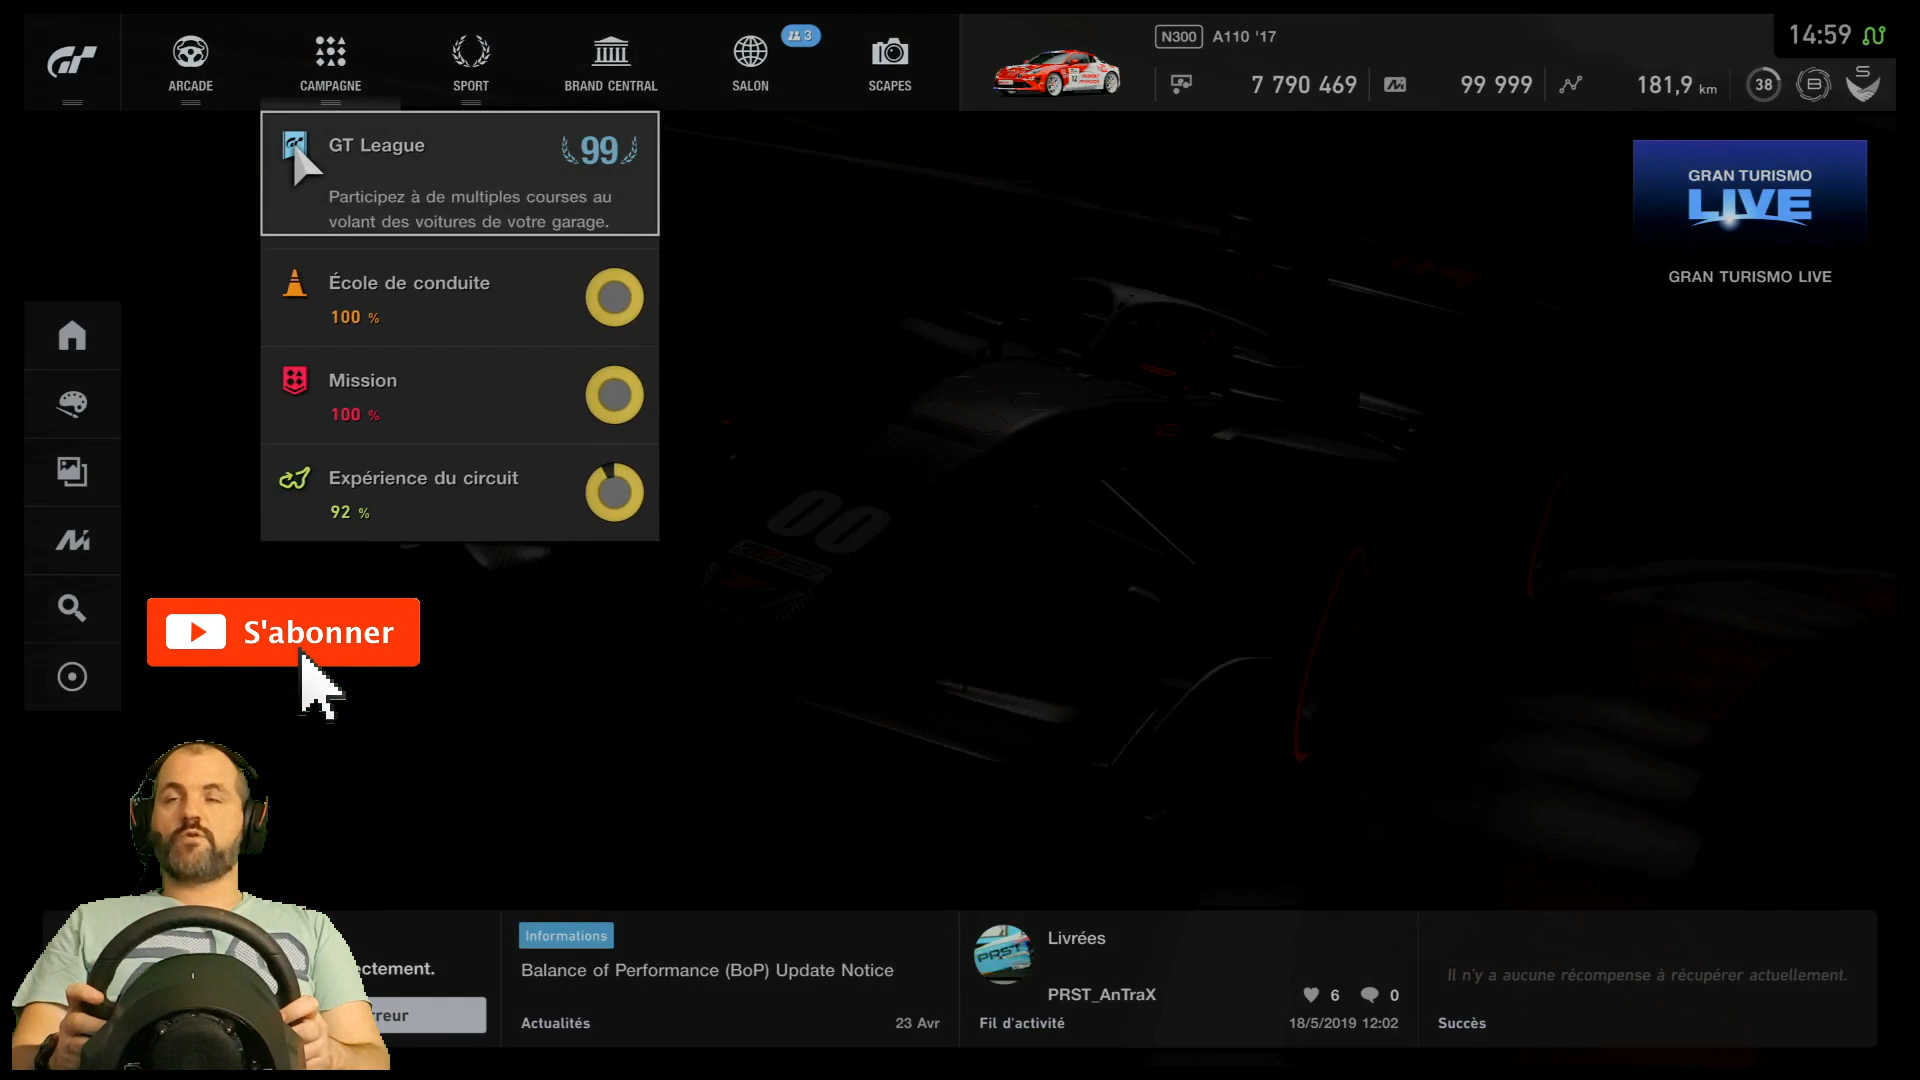 ARCADE
CAMPAGNE
SPORT
BRAND CENTRAL
3
SALON
SCAPES
N300 A110 '17
7 790 469
99 999
181,9 km
38
B
S
14:59
GT League
99
Participez à de multiples courses au
volant des voitures de votre garage.
École de conduite
100 %
Mission
100 %
Expérience du circuit
92 %
GRAN TURISMO
LIVE
GRAN TURISMO LIVE
00
S'abonner
ectement.
reur
Informations
Balance of Performance (BoP) Update Notice
Actualités
23 Avr
PRST
Livrées
PRST_AnTraX
6
0
Fil d'activité
18/5/2019 12:02
Il n'y a aucune récompense à récupérer actuellement.
Succès